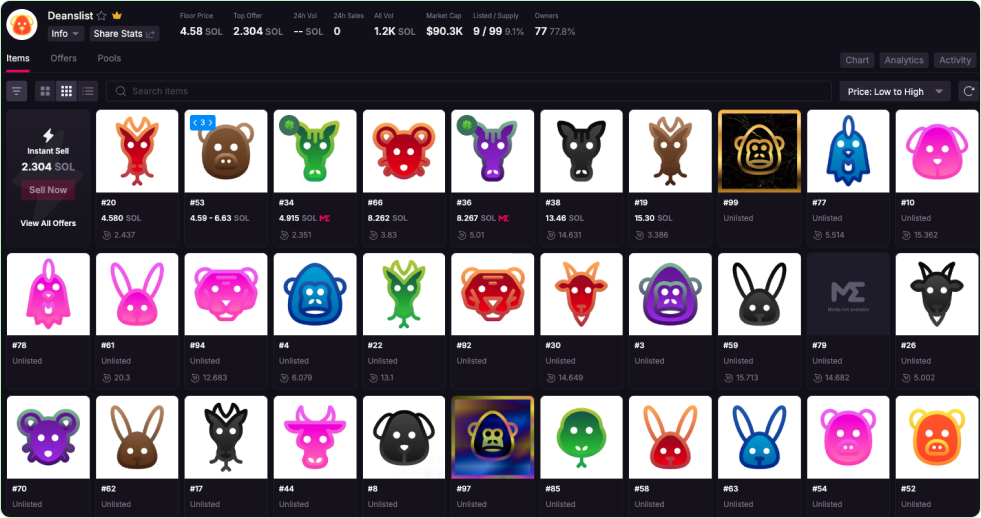 Deanslist
Info
Share Stats
Floor Price
4.58 SOL
Top Offer
2.304 SOL
24h Vol
-- SOL
24h Sales
0
All Vol
1.2K SOL
Market Cap
$90.3K
Listed / Supply
9 / 99 9.1%
Owners
77 77.8%
Items
Offers
Pools
Chart
Analytics
Activity
Search items
Price: Low to High
Instant Sell
2.304 SOL
Sell Now
View All Offers
#20
4.580 SOL
2.437
< 3 >
#53
4.59 - 6.63 SOL
#34
4.915 SOL ME
2.351
#66
8.262 SOL
3.83
#36
8.267 SOL ME
5.01
#38
13.46 SOL
14.631
#19
15.30 SOL
3.386
#99
Unlisted
#77
Unlisted
5.514
#10
Unlisted
15.362
#78
Unlisted
#61
Unlisted
20.3
#94
Unlisted
12.683
#4
Unlisted
6.079
#22
Unlisted
13.1
#92
Unlisted
#30
Unlisted
14.649
#3
Unlisted
#59
Unlisted
15.713
ME
Media not available
#79
Unlisted
14.682
#26
Unlisted
5.002
#70
Unlisted
#62
Unlisted
#17
Unlisted
#44
Unlisted
#8
Unlisted
#97
Unlisted
#85
Unlisted
#58
Unlisted
#63
Unlisted
#54
Unlisted
#52
Unlisted